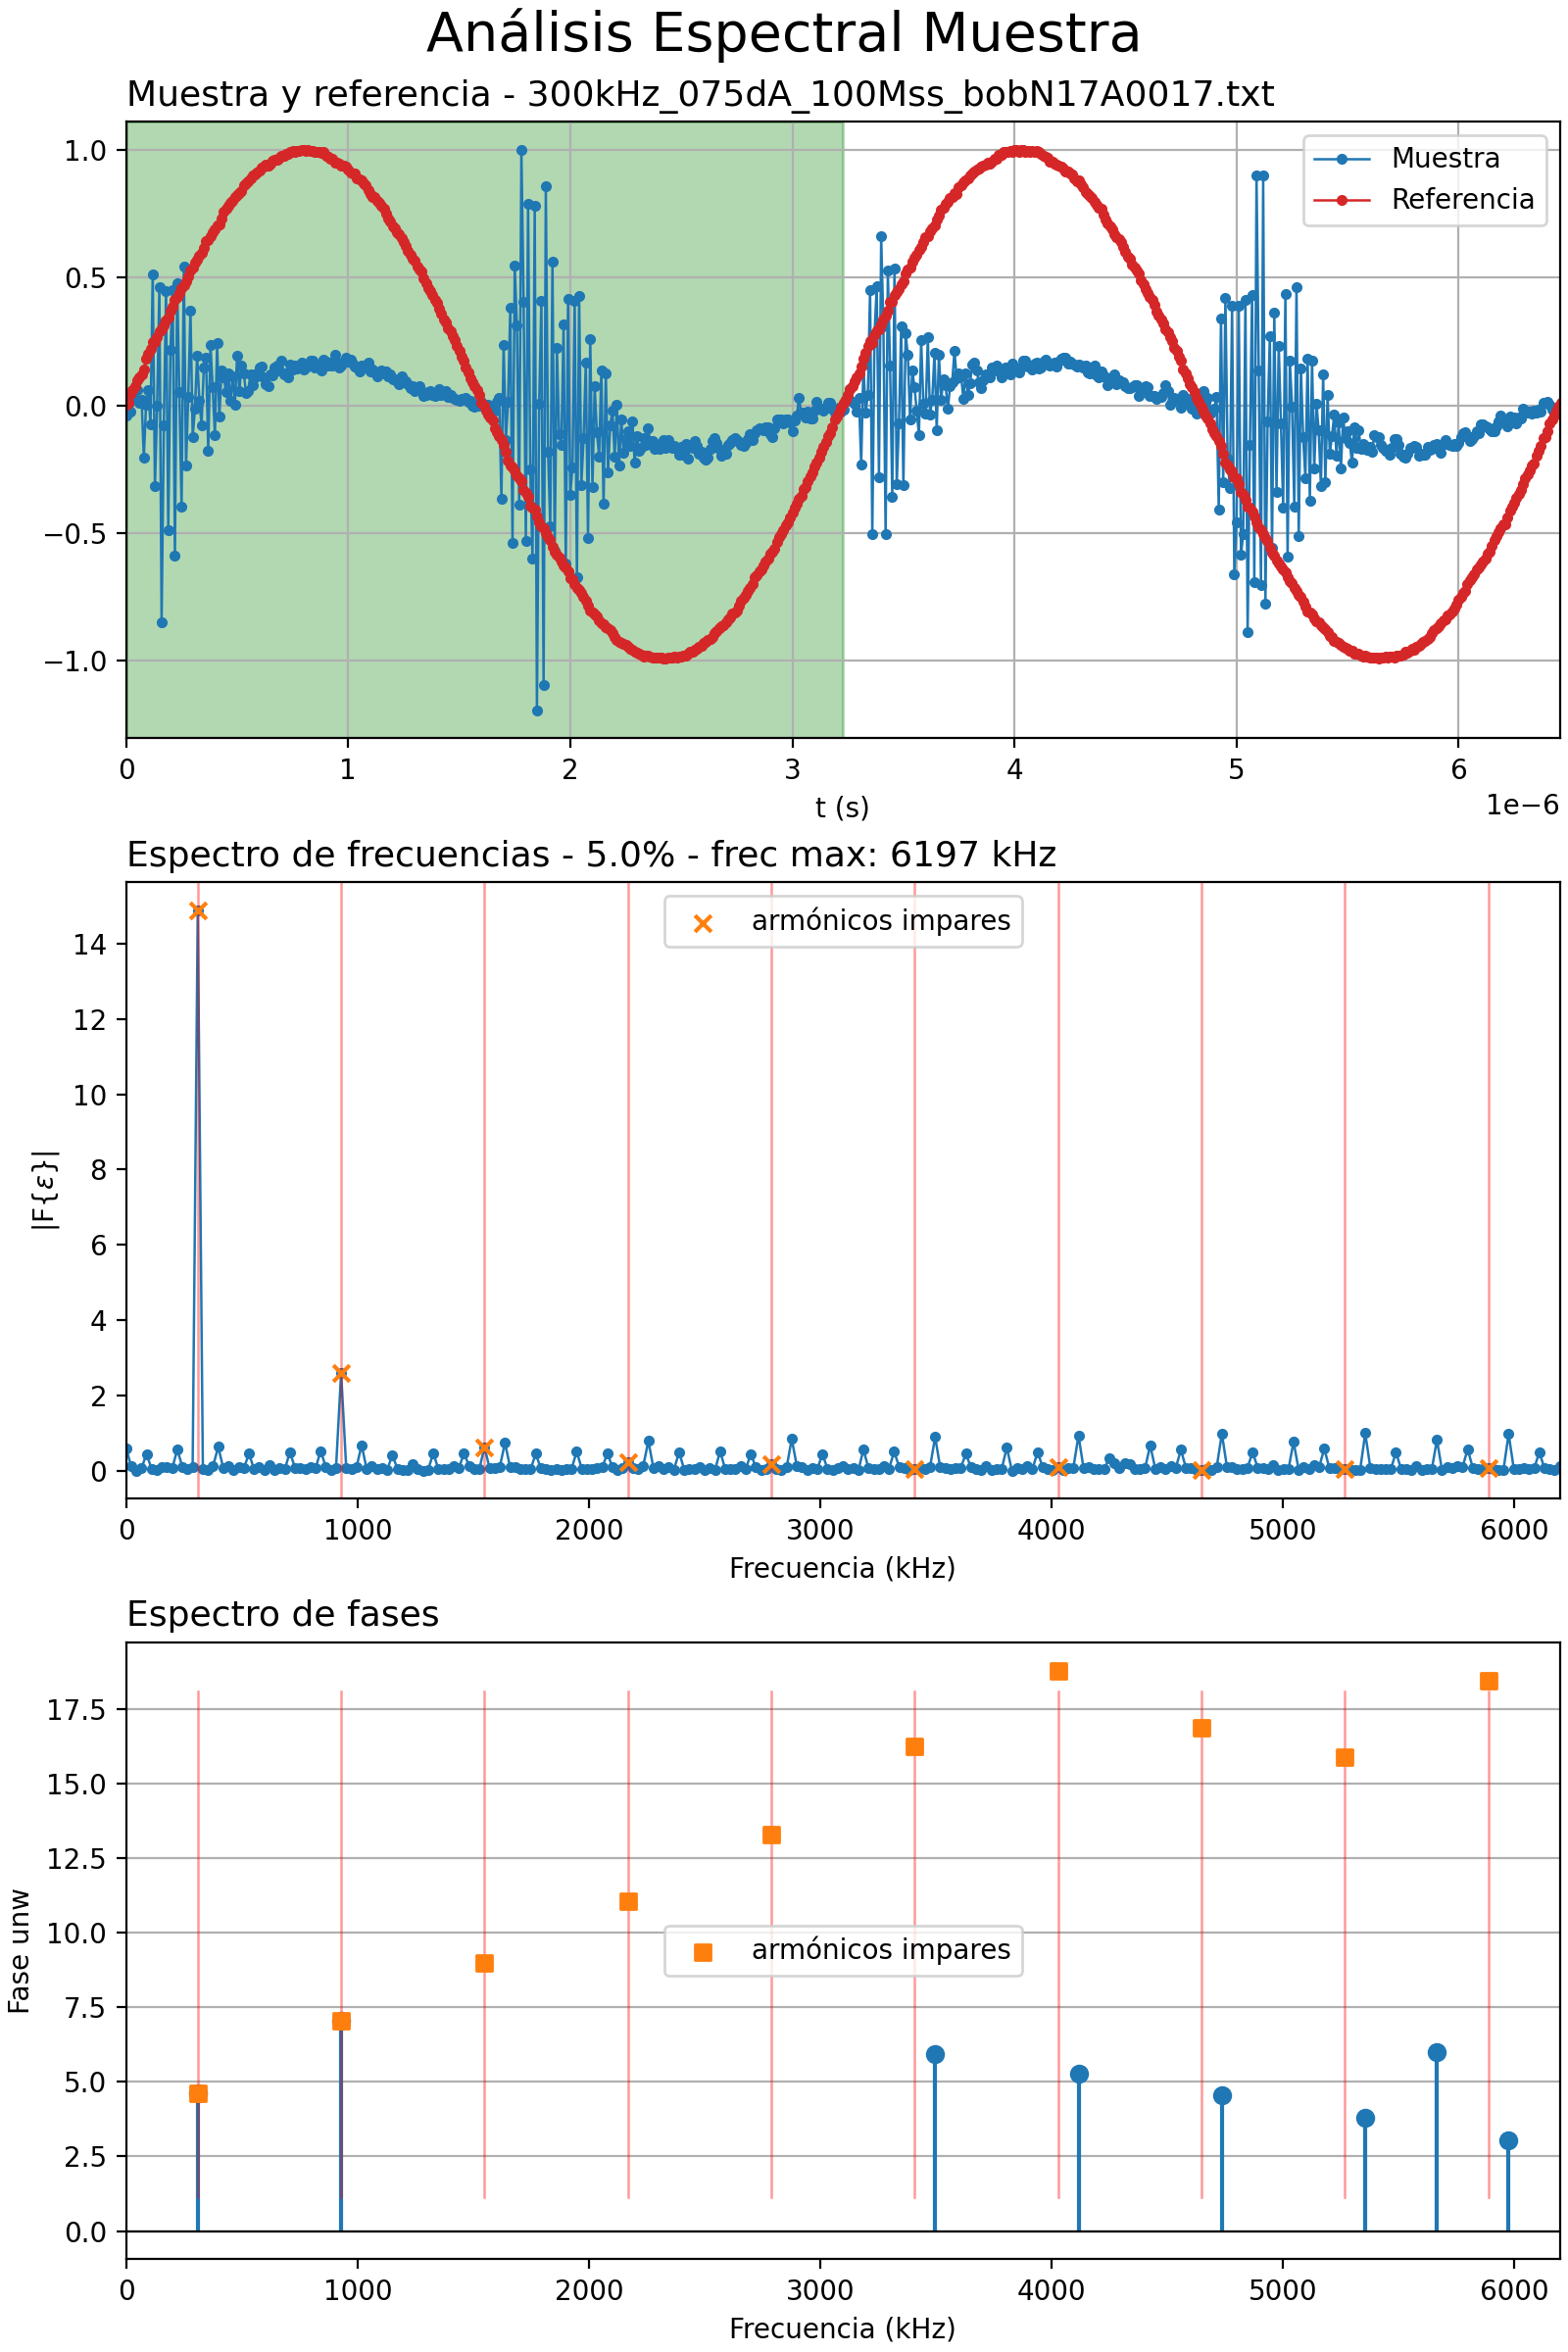 Análisis Espectral Muestra
Muestra y referencia - 300kHz_075dA_100Mss_bobN17A0017.txt
1.0
0.5
0.0
−0.5
−1.0
Muestra
Referencia
0 1 2 3 4 5 6
t (s)
1e−6
Espectro de frecuencias - 5.0% - frec max: 6197 kHz
armónicos impares
|F{ε}|
14
12
10
8
6
4
2
0
0 1000 2000 3000 4000 5000 6000
Frecuencia (kHz)
Espectro de fases
Fase unw
17.5
15.0
12.5
10.0
7.5
5.0
2.5
0.0
armónicos impares
0 1000 2000 3000 4000 5000 6000
Frecuencia (kHz)